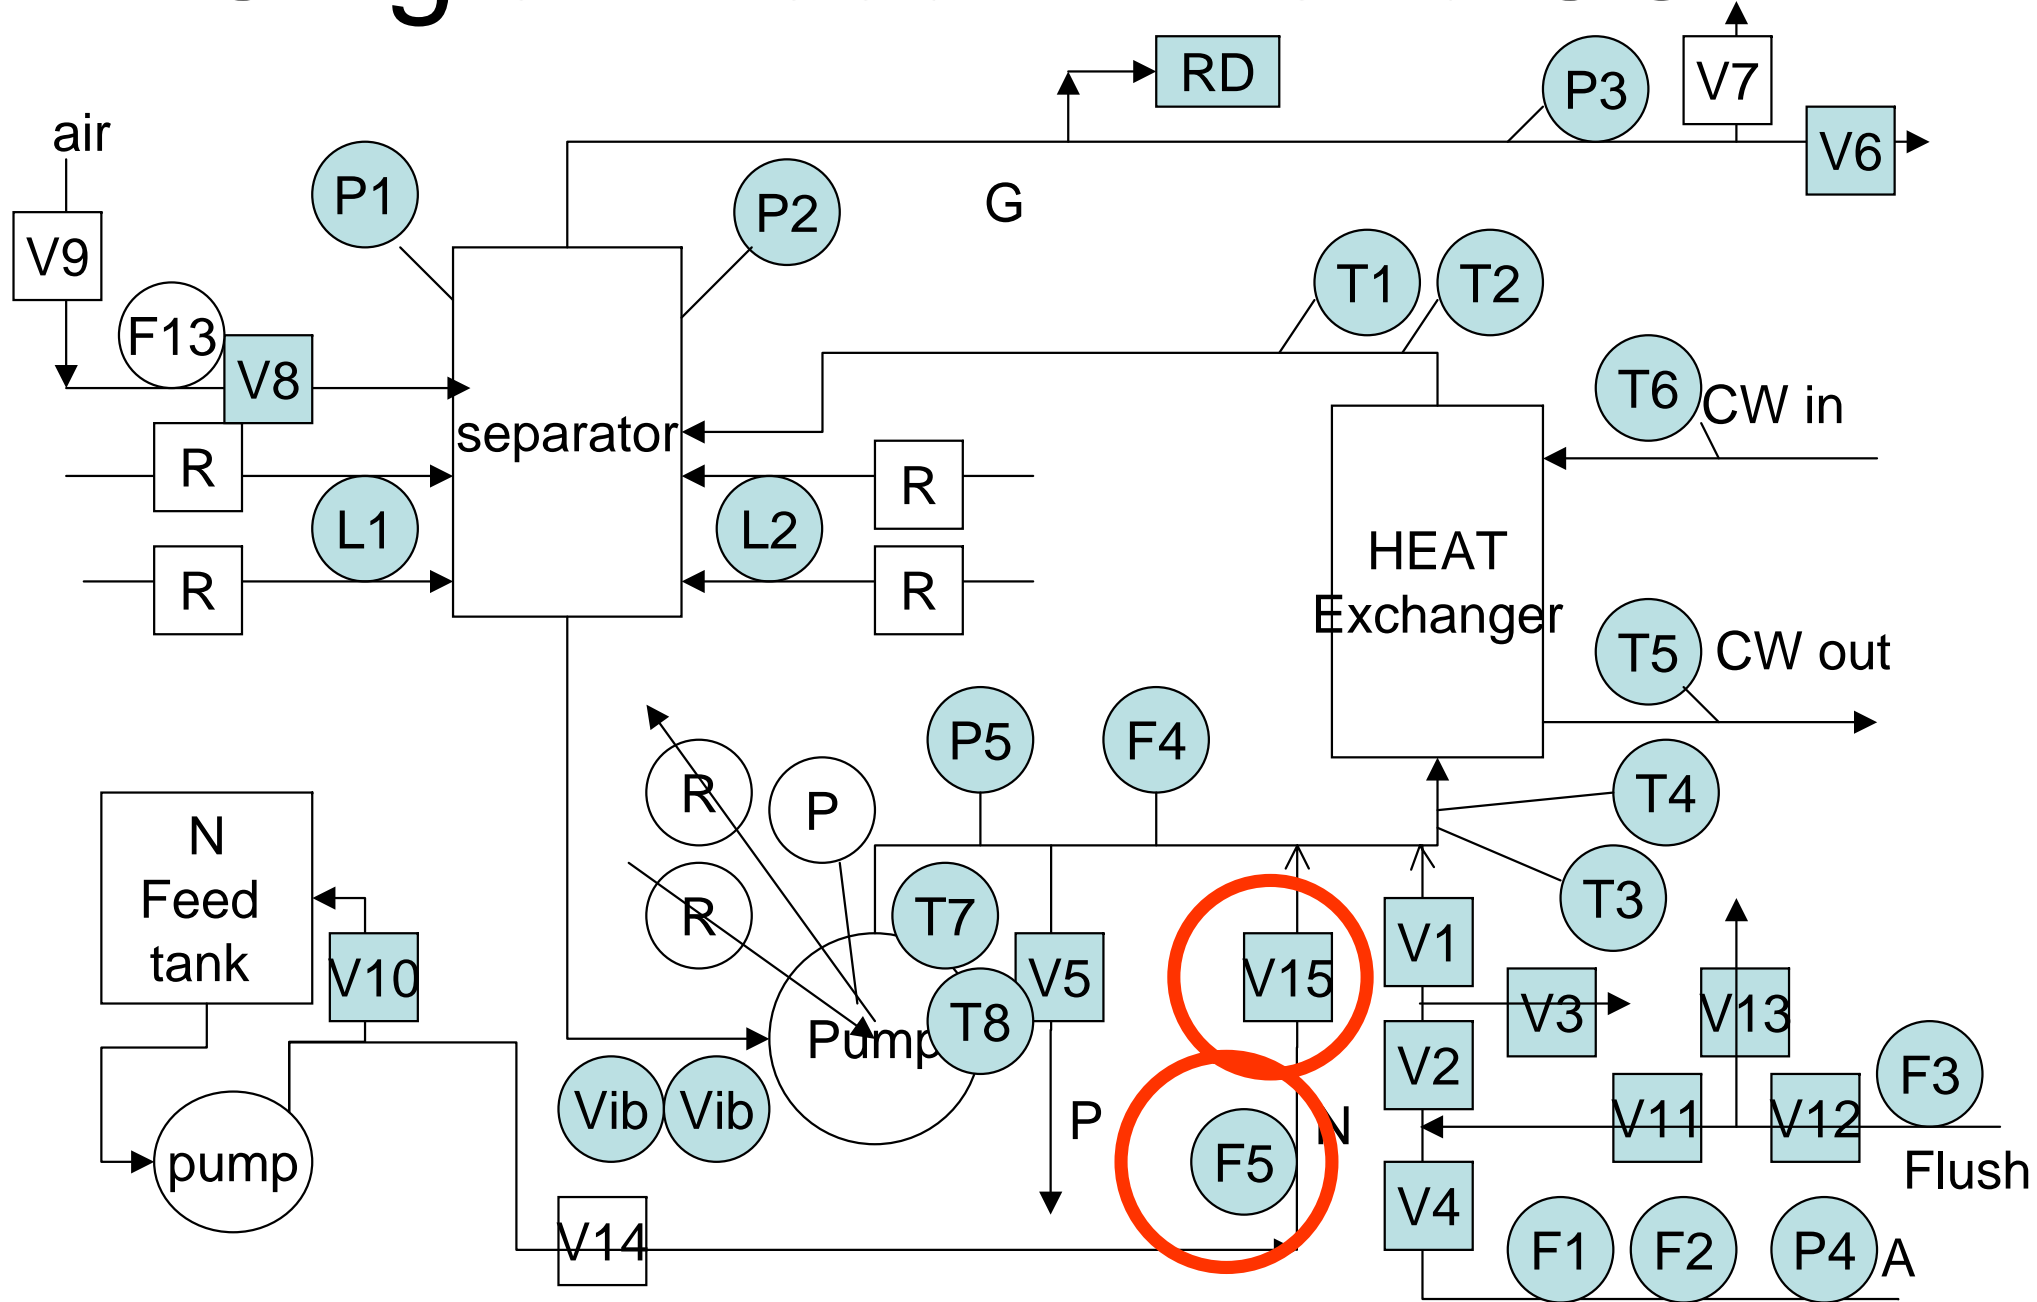 RD
P3
V7
air
V6
P1
P2
G
V9
T1
T2
F13
V8
T6
CW in
separator
R
R
L1
L2
HEAT
Exchanger
R
R
T5
CW out
P5
F4
R
P
T4
N
Feed
tank
R
T7
T3
V10
V5
V15
V1
Pump
T8
V3
V13
V2
F3
Vib
Vib
P
N
V11
V12
pump
F5
Flush
V4
V14
F1
F2
P4
A